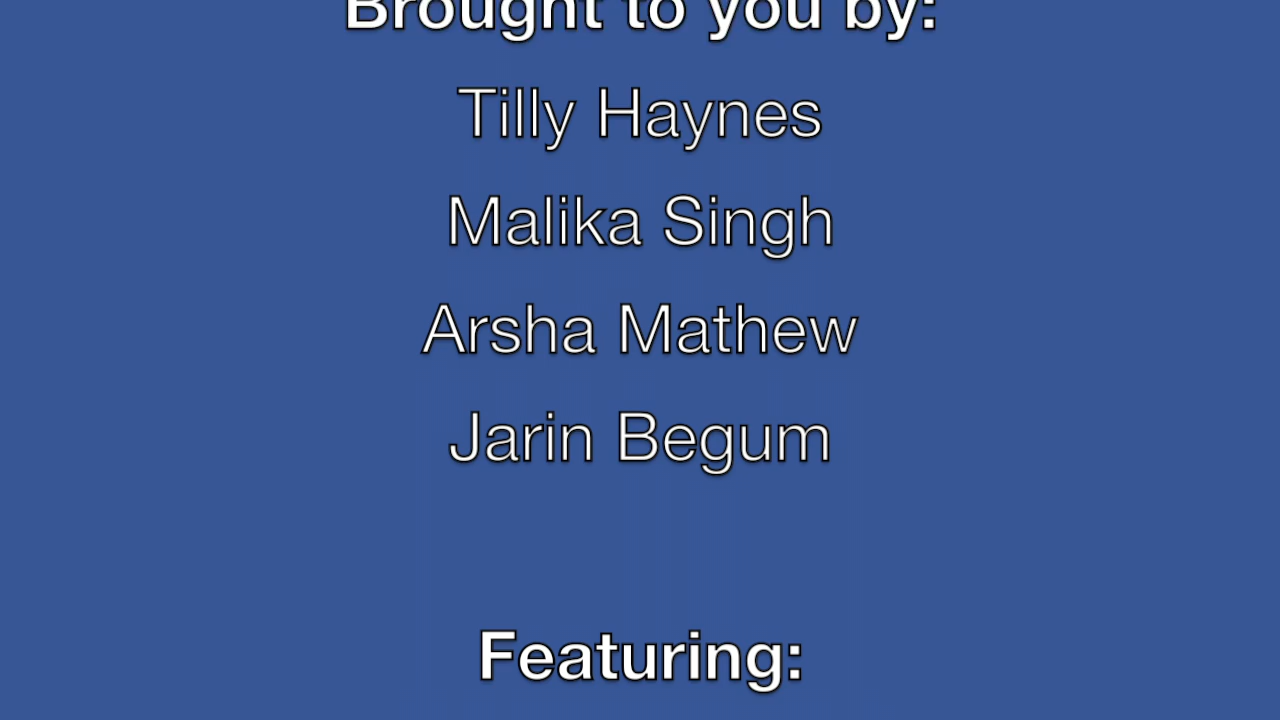 Brought to you by:
Tilly Haynes
Malika Singh
Arsha Mathew
Jarin Begum
Featuring: